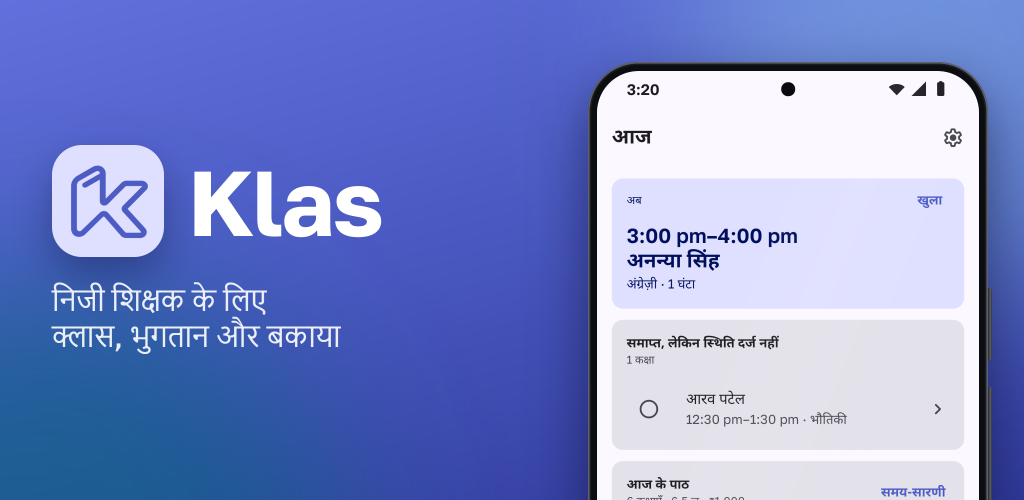 Klas
निजी शिक्षक के लिए
क्लास, भुगतान और बकाया
3:20
आज
अब
खुला
3:00 pm–4:00 pm
अनन्या सिंह
अंग्रेज़ी · 1 घंटा
समाप्त, लेकिन स्थिति दर्ज नहीं
1 कक्षा
आरव पटेल
12:30 pm–1:30 pm · भौतिकी
आज के पाठ
समय-सारणी